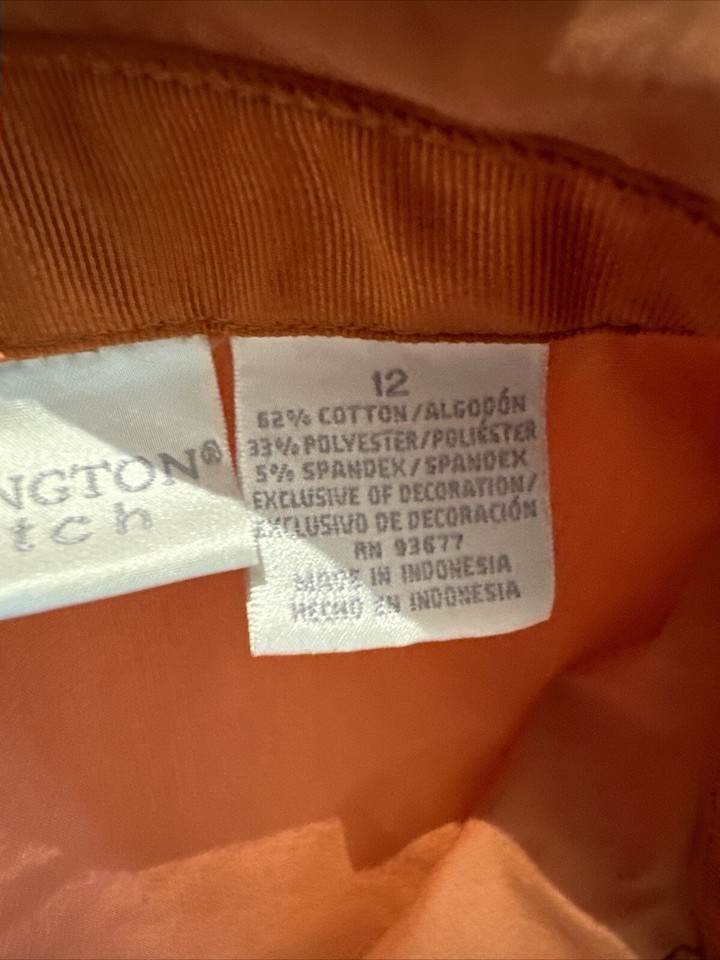 NGTON®
tch
12
62% COTTON/ALGODÓN
33% POLYESTER/POLIÉSTER
5% SPANDEX/SPANDEX
EXCLUSIVE OF DECORATION/
EXCLUSIVO DE DECORACIÓN
RN 93677
MADE IN INDONESIA
HECHO EN INDONESIA